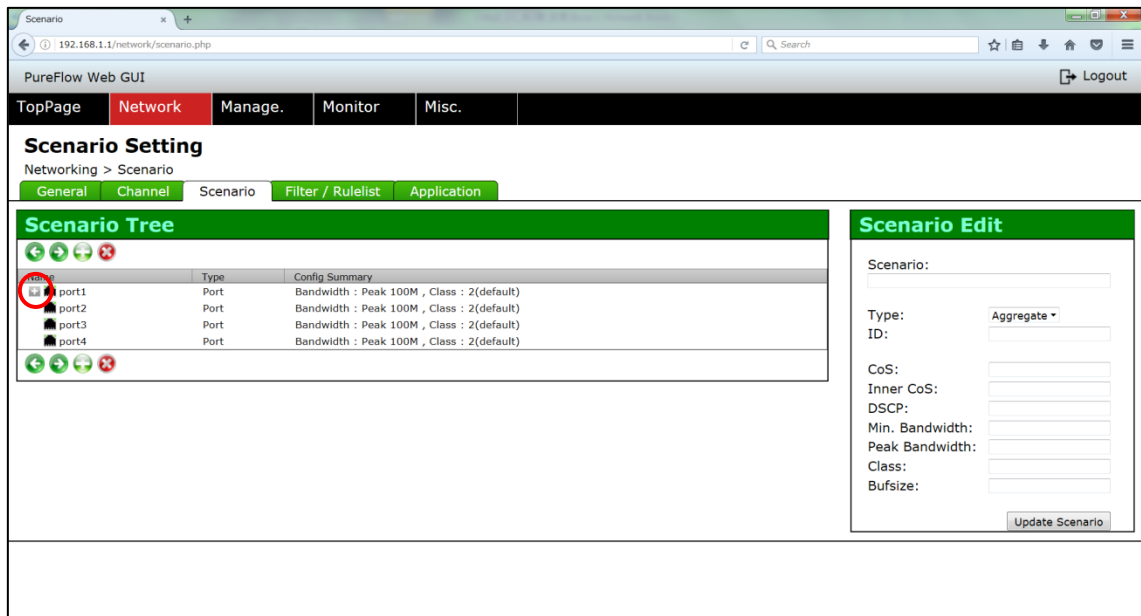 Scenario
192.168.1.1/network/scenario.php
Search
PureFlow Web GUI
Logout
TopPage Network Manage. Monitor Misc.
Scenario Setting
Networking > Scenario
General Channel Scenario Filter / Rulelist Application
Scenario Tree
Name Type Config Summary
port1 Port Bandwidth : Peak 100M , Class : 2(default)
port2 Port Bandwidth : Peak 100M , Class : 2(default)
port3 Port Bandwidth : Peak 100M , Class : 2(default)
port4 Port Bandwidth : Peak 100M , Class : 2(default)
Scenario Edit
Scenario:
Type: Aggregate
ID:
CoS:
Inner CoS:
DSCP:
Min. Bandwidth:
Peak Bandwidth:
Class:
Bufsize:
Update Scenario